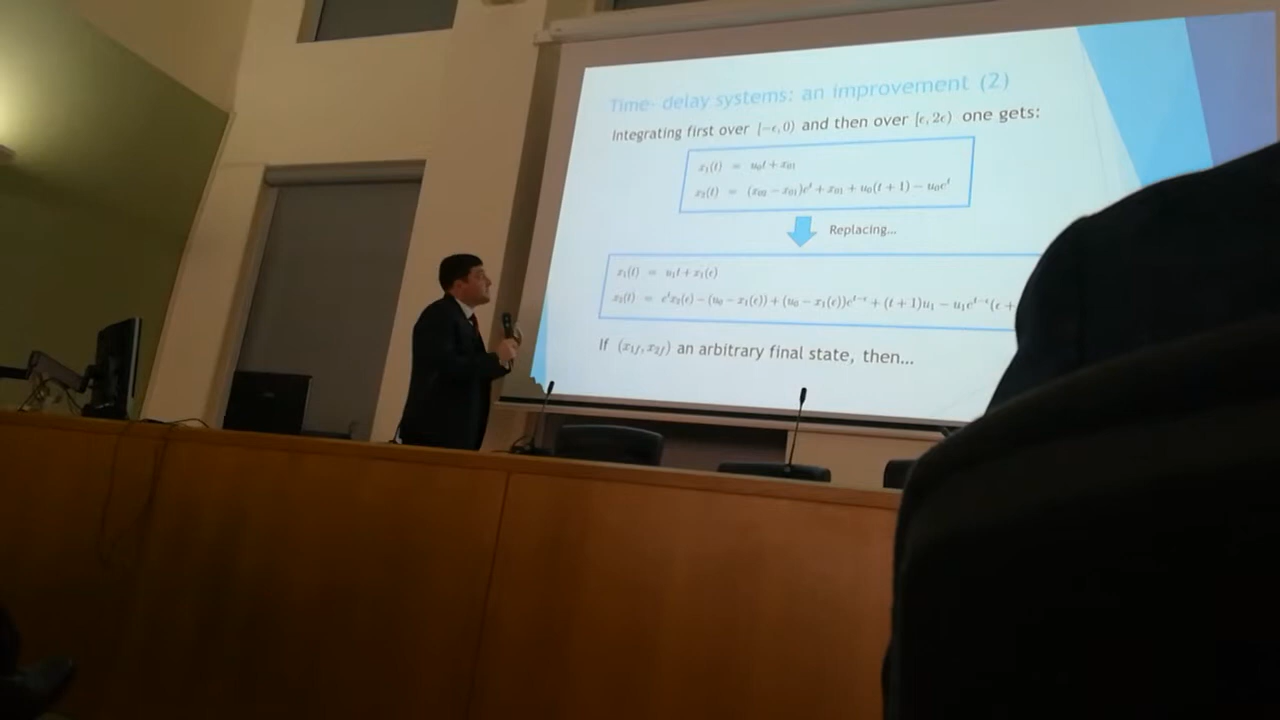 Time- delay systems: an improvement (2)
Integrating first over [−ϵ, 0) and then over [ϵ, 2ϵ) one gets:
x₁(t) = u₀t + x₀₁
x₂(t) = (x₀₂ − x₀₁)eᵗ + x₀₁ + u₀(t + 1) − u₀eᵗ
Replacing...
x₁(t) = u₁t + x₁(ϵ)
x₂(t) = eᵗx₂(ϵ) − (u₀ − x₁(ϵ)) + (u₀ − x₁(ϵ))eᵗ⁻ᵋ + (t + 1)u₁ − u₁eᵗ⁻ᵋ(ϵ +
If (x₁f, x₂f) an arbitrary final state, then...